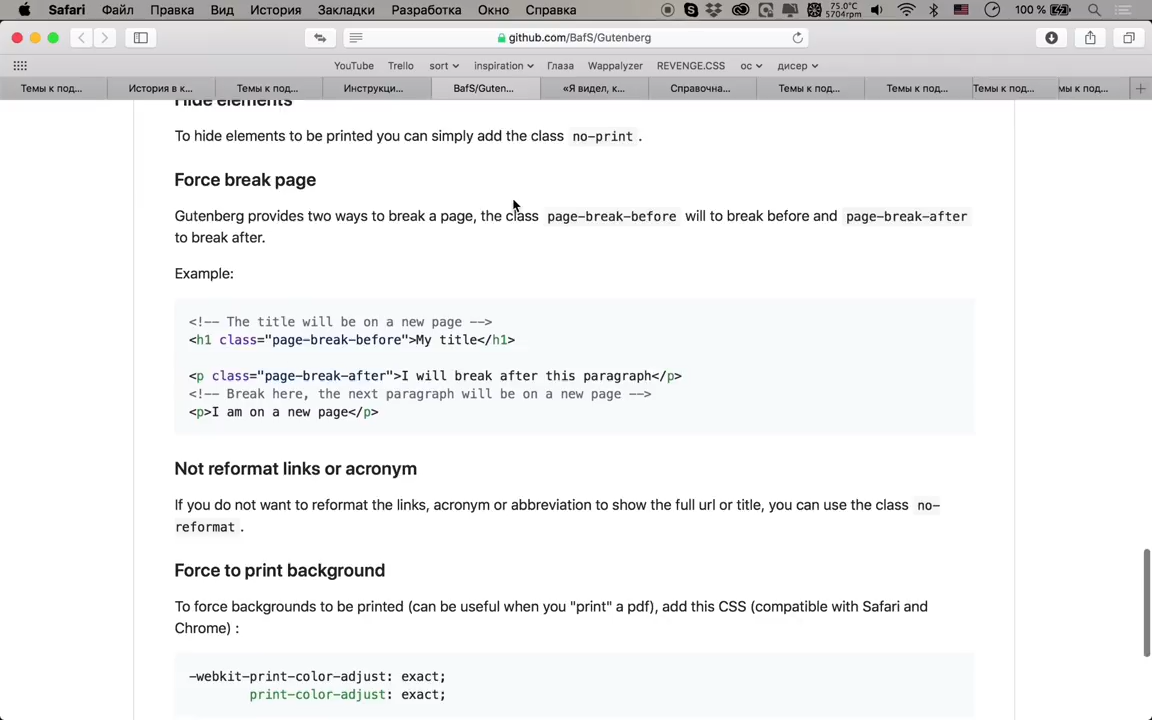 Safari Файл Правка Вид История Закладки Разработка Окно Справка 75.0°C 5704rpm 100 %
github.com/BafS/Gutenberg
YouTube Trello sort inspiration Глаза Wappalyzer REVENGE.CSS ос дисер
Темы к под... История в к... Темы к под... Инструкци... BafS/Guten... «Я видел, к... Справочна... Темы к под... Темы к под... Темы к под... мы к под...
Hide elements
To hide elements to be printed you can simply add the class no-print .
Force break page
Gutenberg provides two ways to break a page, the class page-break-before will to break before and page-break-after
to break after.
Example:
<!-- The title will be on a new page -->
<h1 class="page-break-before">My title</h1>
<p class="page-break-after">I will break after this paragraph</p>
<!-- Break here, the next paragraph will be on a new page -->
<p>I am on a new page</p>
Not reformat links or acronym
If you do not want to reformat the links, acronym or abbreviation to show the full url or title, you can use the class no-
reformat .
Force to print background
To force backgrounds to be printed (can be useful when you "print" a pdf), add this CSS (compatible with Safari and
Chrome) :
-webkit-print-color-adjust: exact;
print-color-adjust: exact;